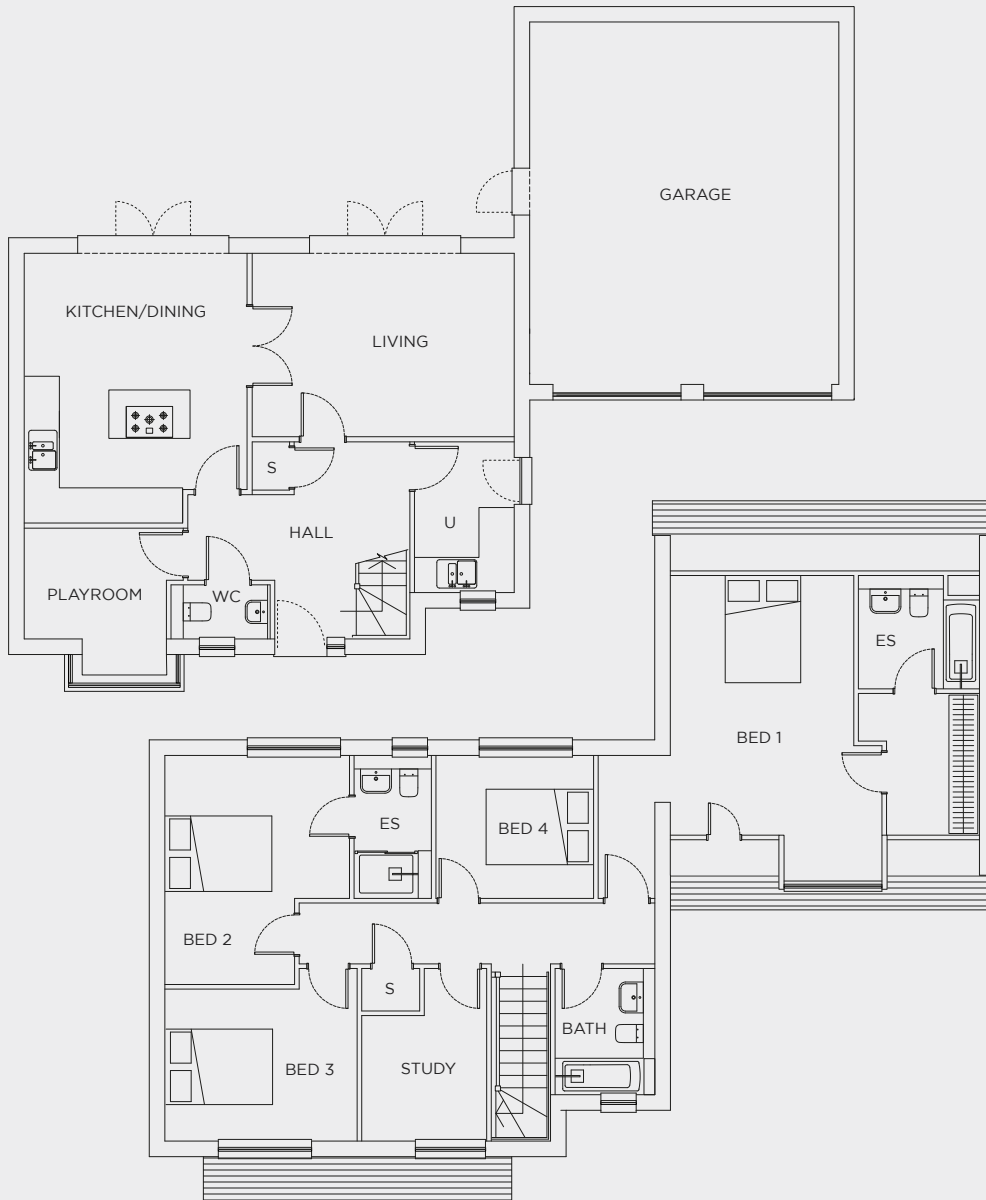 GARAGE
KITCHEN/DINING
LIVING
S
HALL
U
PLAYROOM
WC
ES
BED 1
ES
BED 4
BED 2
S
BATH
BED 3
STUDY